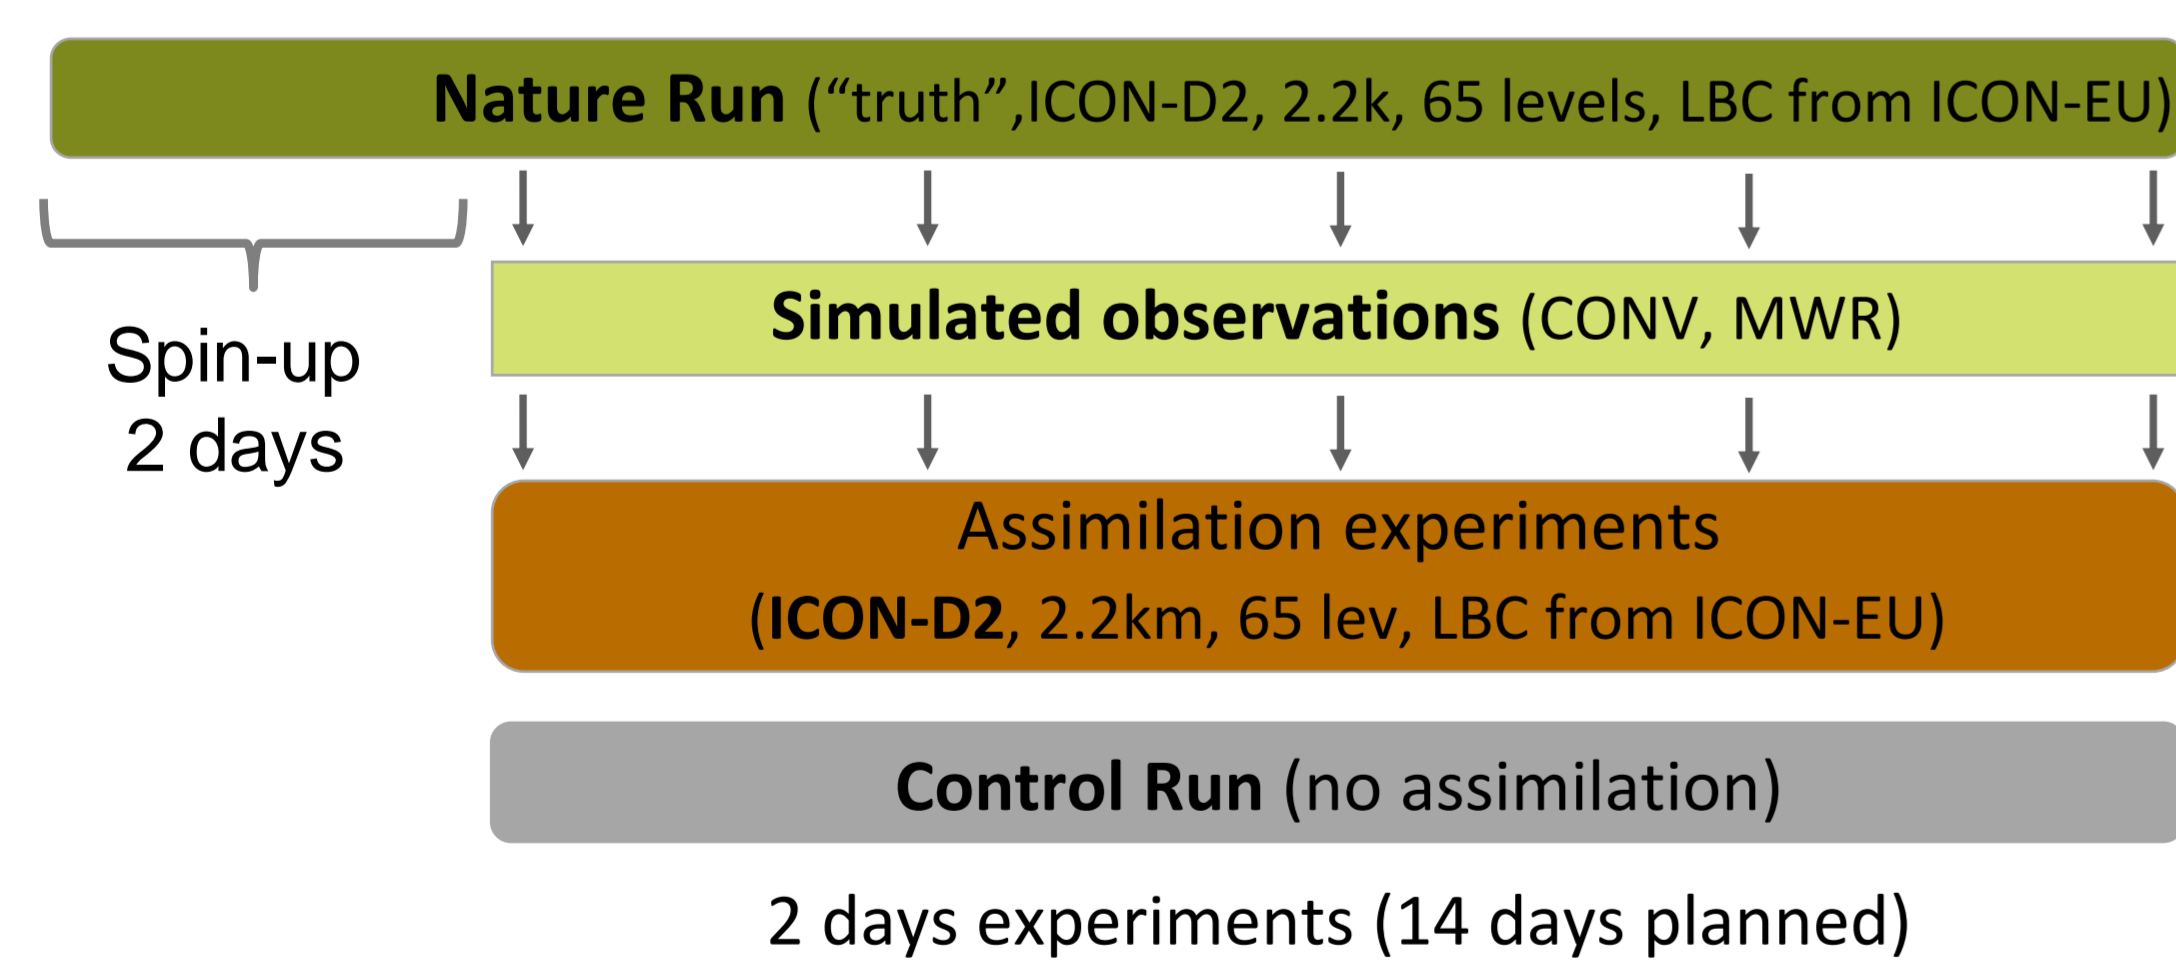 Nature Run (“truth”,ICON-D2, 2.2k, 65 levels, LBC from ICON-EU)
Simulated observations (CONV, MWR)
Spin-up
2 days
Assimilation experiments
(ICON-D2, 2.2km, 65 lev, LBC from ICON-EU)
Control Run (no assimilation)
2 days experiments (14 days planned)